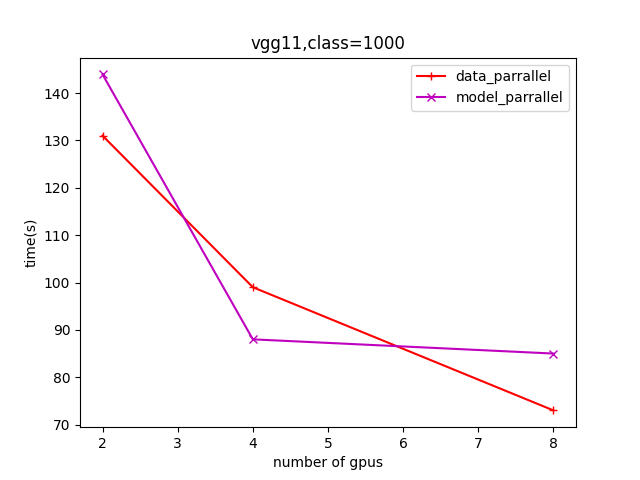 vgg11,class=1000
data_parrallel
model_parrallel
time(s)
140
130
120
110
100
90
80
70
2 3 4 5 6 7 8
number of gpus